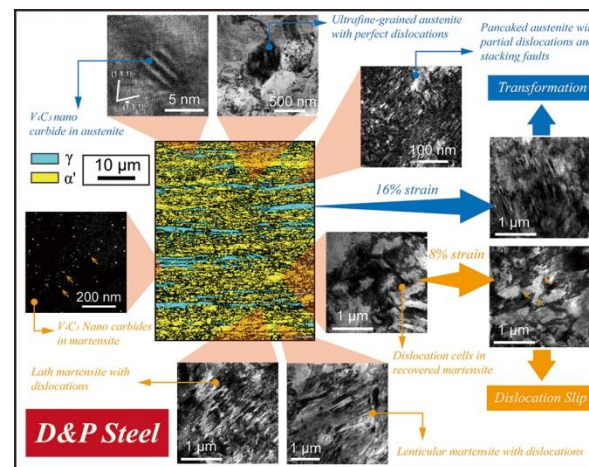 Ultrafine-grained austenite
with perfect dislocations
Pancaked austenite wi
partial dislocations an
stacking faults
{1 1 1}
5 nm
500 nm
100 nm
Transformation
V₄C₃ nano
carbide in austenite
γ
α'
10 μm
16% strain
1 μm
8% strain
200 nm
1 μm
1 μm
V₄C₃ Nano carbides
in martensite
Dislocation cells in
recovered martensite
Lath martensite with
dislocations
Dislocation Slip
D&P Steel
1 μm
1 μm
Lenticular martensite with dislocations